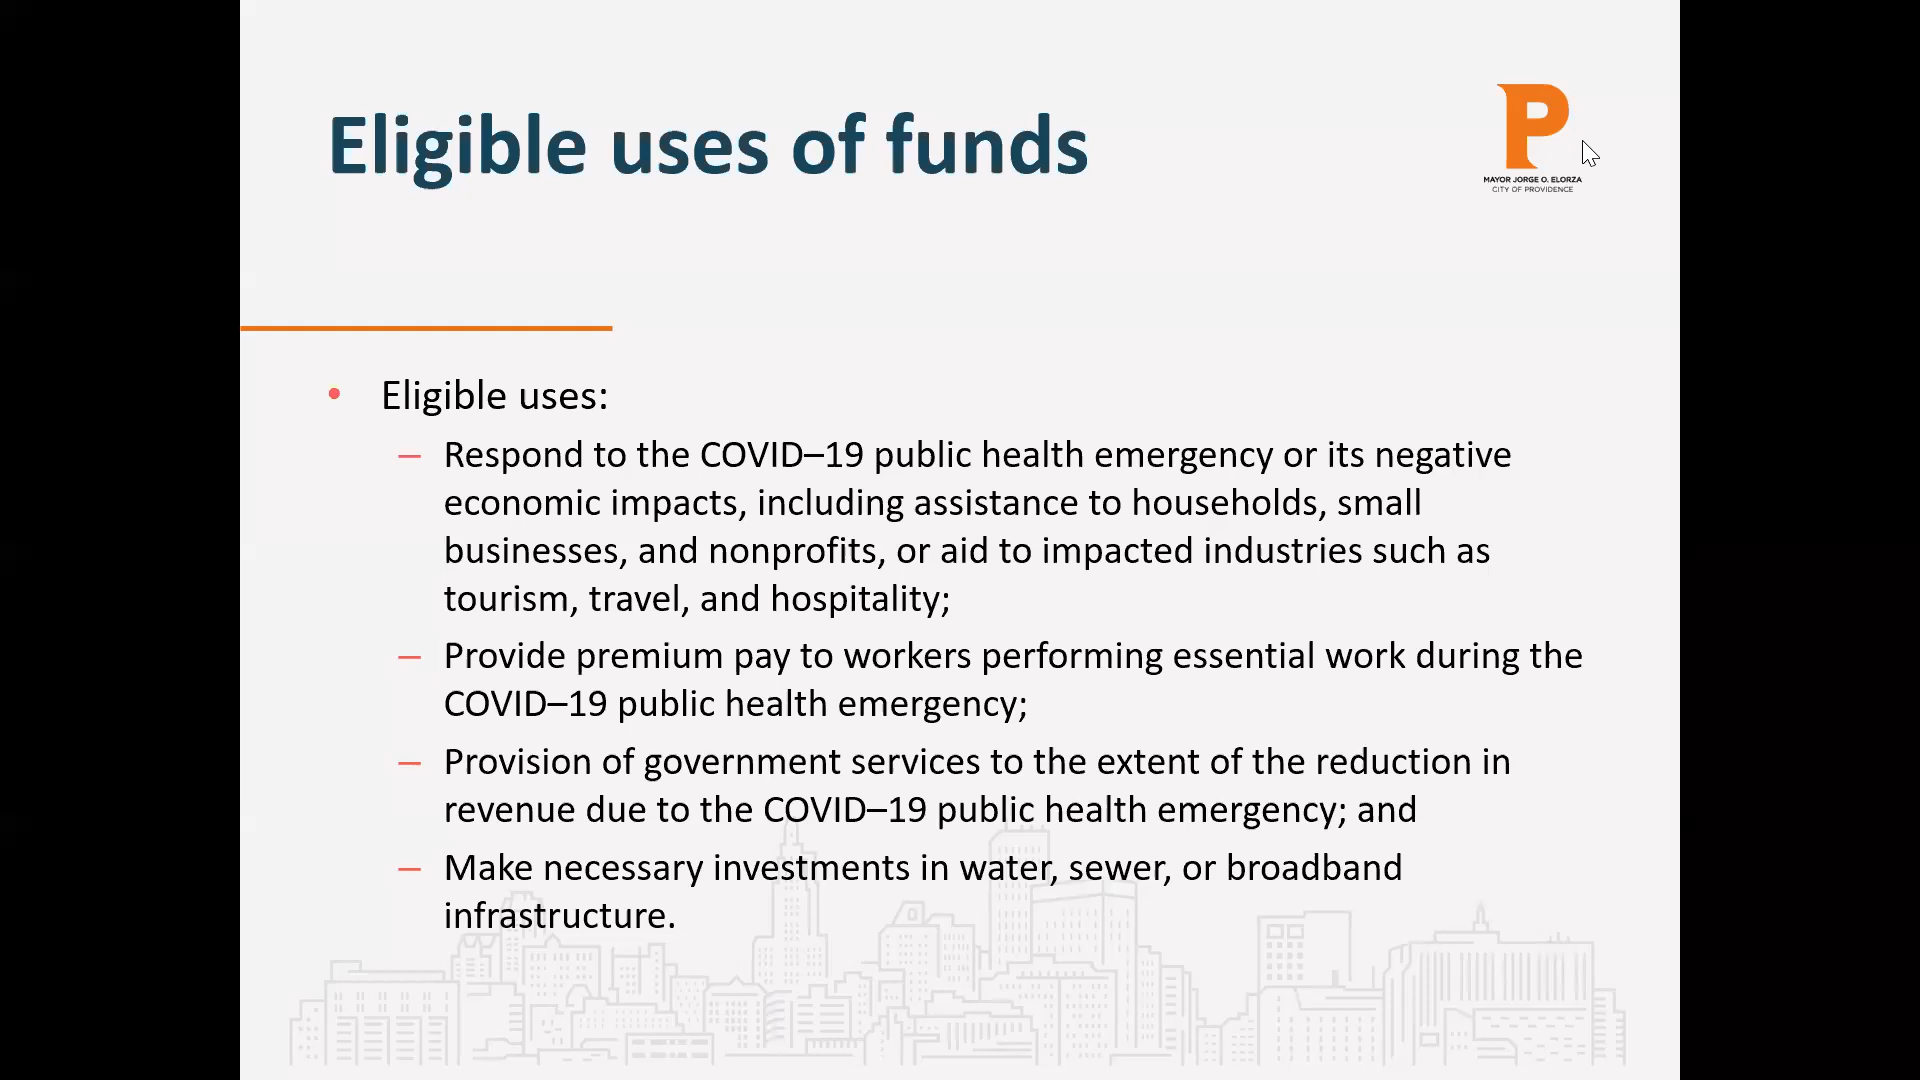 Eligible uses of funds
P
MAYOR JORGE O. ELORZA
CITY OF PROVIDENCE
• Eligible uses:
– Respond to the COVID–19 public health emergency or its negative
economic impacts, including assistance to households, small
businesses, and nonprofits, or aid to impacted industries such as
tourism, travel, and hospitality;
– Provide premium pay to workers performing essential work during the
COVID–19 public health emergency;
– Provision of government services to the extent of the reduction in
revenue due to the COVID–19 public health emergency; and
– Make necessary investments in water, sewer, or broadband
infrastructure.